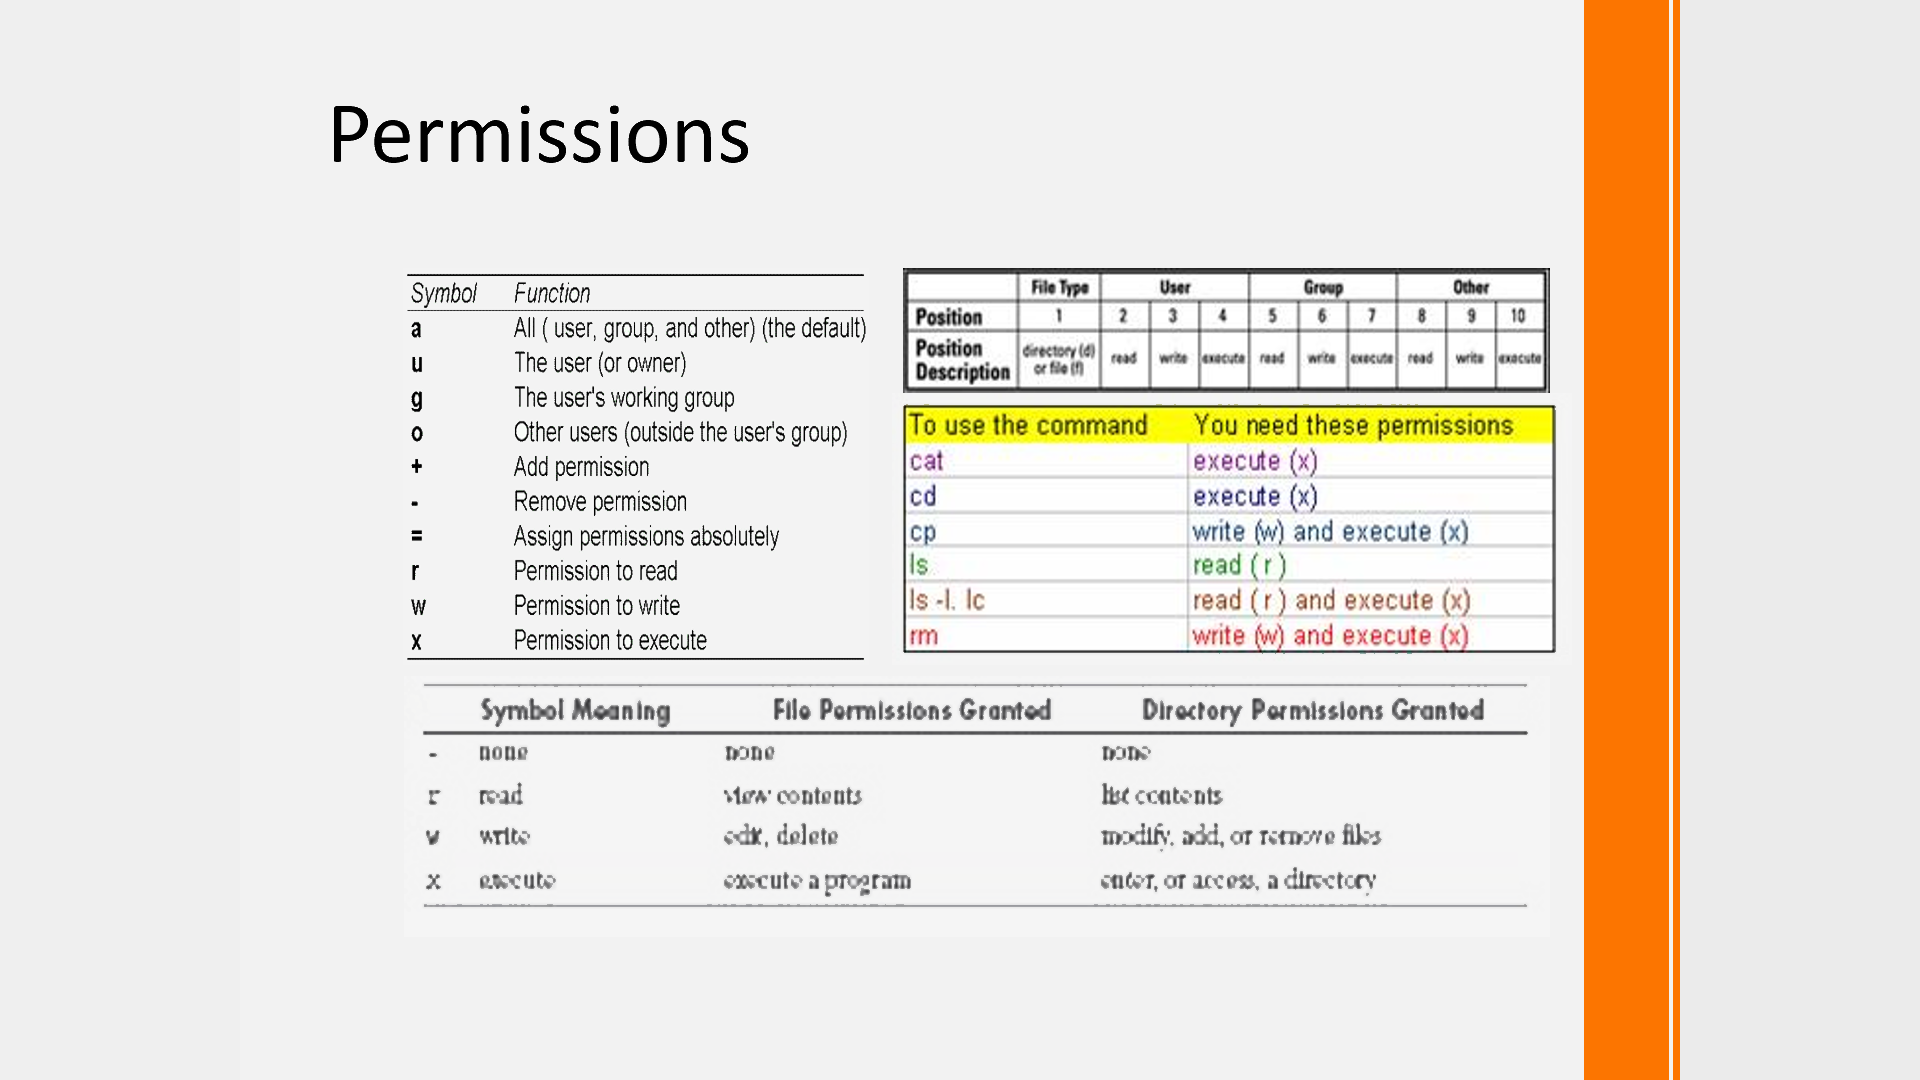 Permissions
Symbol Function
a All ( user, group, and other) (the default)
u The user (or owner)
g The user's working group
o Other users (outside the user's group)
+ Add permission
- Remove permission
= Assign permissions absolutely
r Permission to read
w Permission to write
x Permission to execute
File Type User Group Other
Position 1 2 3 4 5 6 7 8 9 10
Position Description directory (d) or file (f) read write execute read write execute read write execute
To use the command You need these permissions
cat execute (x)
cd execute (x)
cp write (w) and execute (x)
ls read ( r )
ls -l. lc read ( r ) and execute (x)
rm write (w) and execute (x)
Symbol Meaning File Permissions Granted Directory Permissions Granted
- none none none
r read view contents list contents
w write edit, delete modify, add, or remove files
x execute execute a program enter, or access, a directory